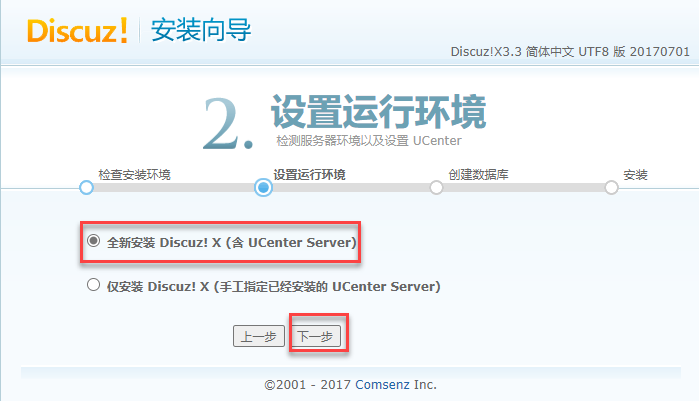 Discuz! 安装向导
Discuz!X3.3 简体中文 UTF8 版 20170701
2. 设置运行环境
检测服务器环境以及设置 UCenter
检查安装环境 设置运行环境 创建数据库 安装
全新安装 Discuz! X (含 UCenter Server)
仅安装 Discuz! X (手工指定已经安装的 UCenter Server)
上一步 下一步
©2001 - 2017 Comsenz Inc.